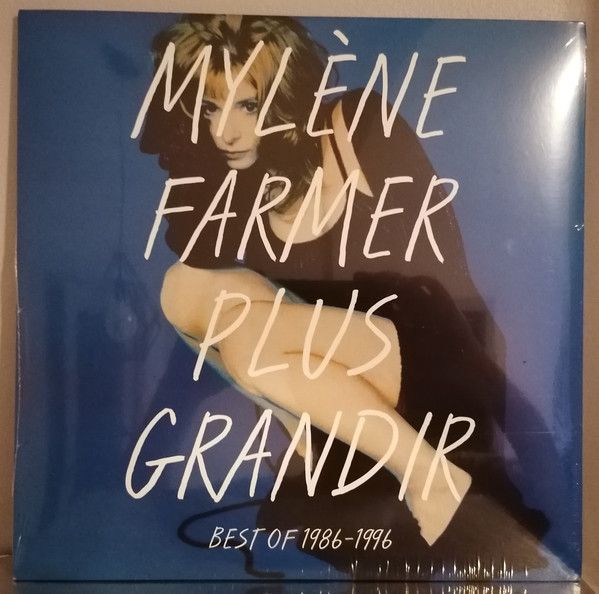 MYLÈNE
FARMER
PLUS
GRANDIR
BEST OF 1986-1996